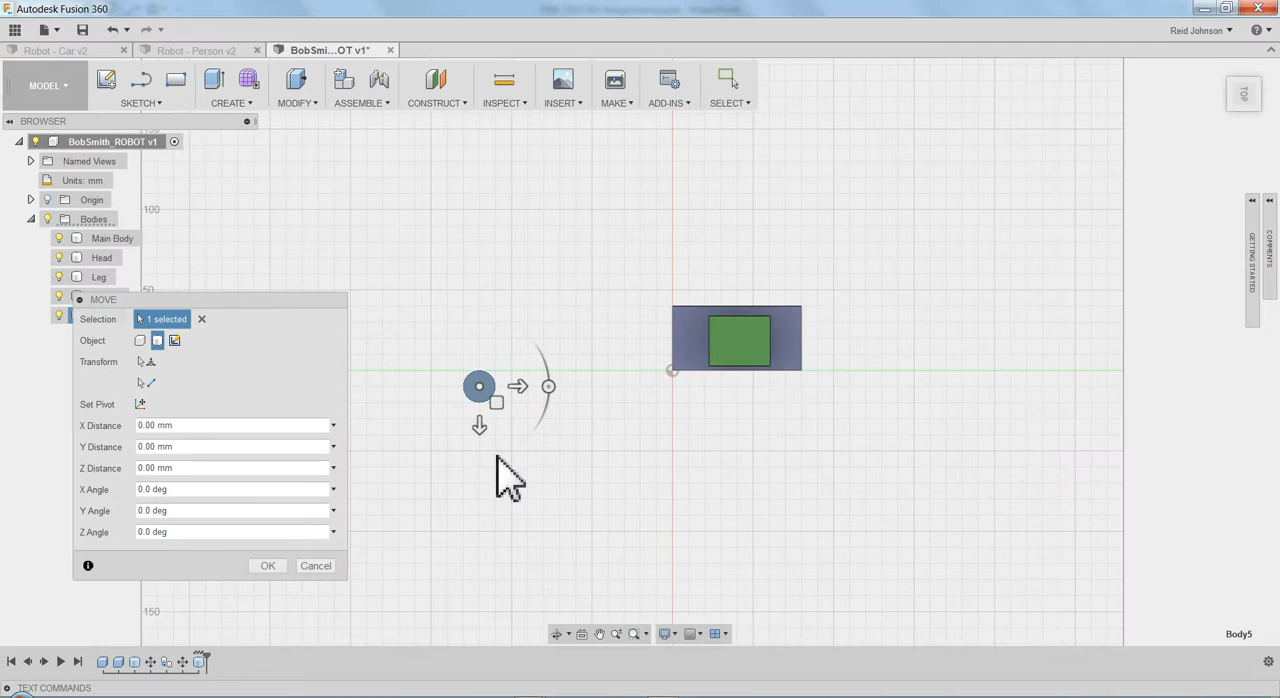 Autodesk Fusion 360
Reid Johnson
Robot - Car v2
Robot - Person v2
BobSmi...OT v1*
MODEL
SKETCH
CREATE
MODIFY
ASSEMBLE
CONSTRUCT
INSPECT
INSERT
MAKE
ADD-INS
SELECT
BROWSER
TOP
BobSmith_ROBOT v1
Named Views
Units: mm
Origin
100
Bodies
Main Body
Head
Leg
50
GETTING STARTED
COMMENTS
MOVE
Selection
1 selected
Object
Transform
Set Pivot
X Distance
0.00 mm
Y Distance
0.00 mm
Z Distance
0.00 mm
X Angle
0.0 deg
Y Angle
0.0 deg
Z Angle
0.0 deg
OK
Cancel
150
Body5
TEXT COMMANDS